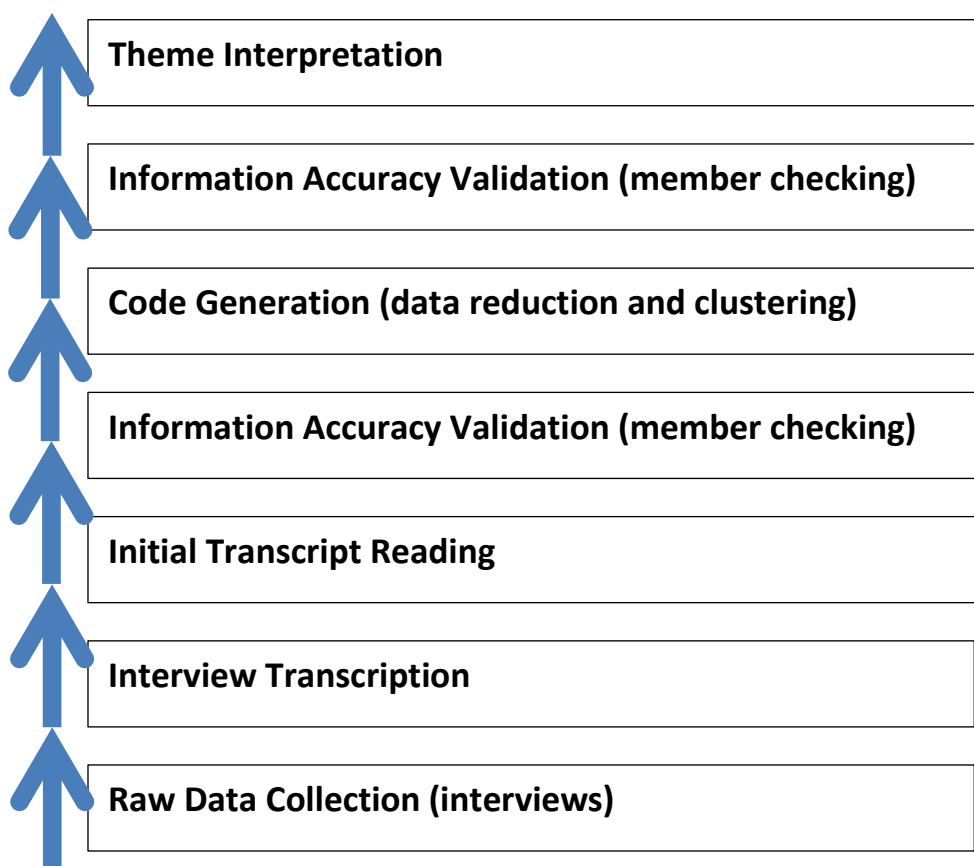 Theme Interpretation
Information Accuracy Validation (member checking)
Code Generation (data reduction and clustering)
Information Accuracy Validation (member checking)
Initial Transcript Reading
Interview Transcription
Raw Data Collection (interviews)